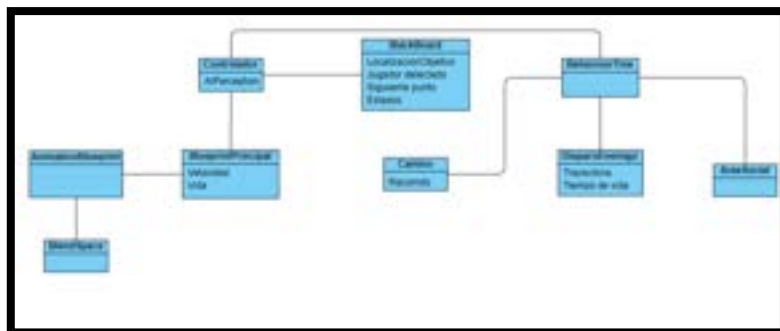 BlackBoard
LocalizacionObjetivo
Jugador detectado
Siguiente punto
Estados
Controlador
AIPerception
BehaviorTree
AnimationBlueprint
BlueprintPrincipal
Velocidad
Vida
Camino
Recorrido
DisparoEnemigo
Trayectoria
Tiempo de vida
BlendSpace